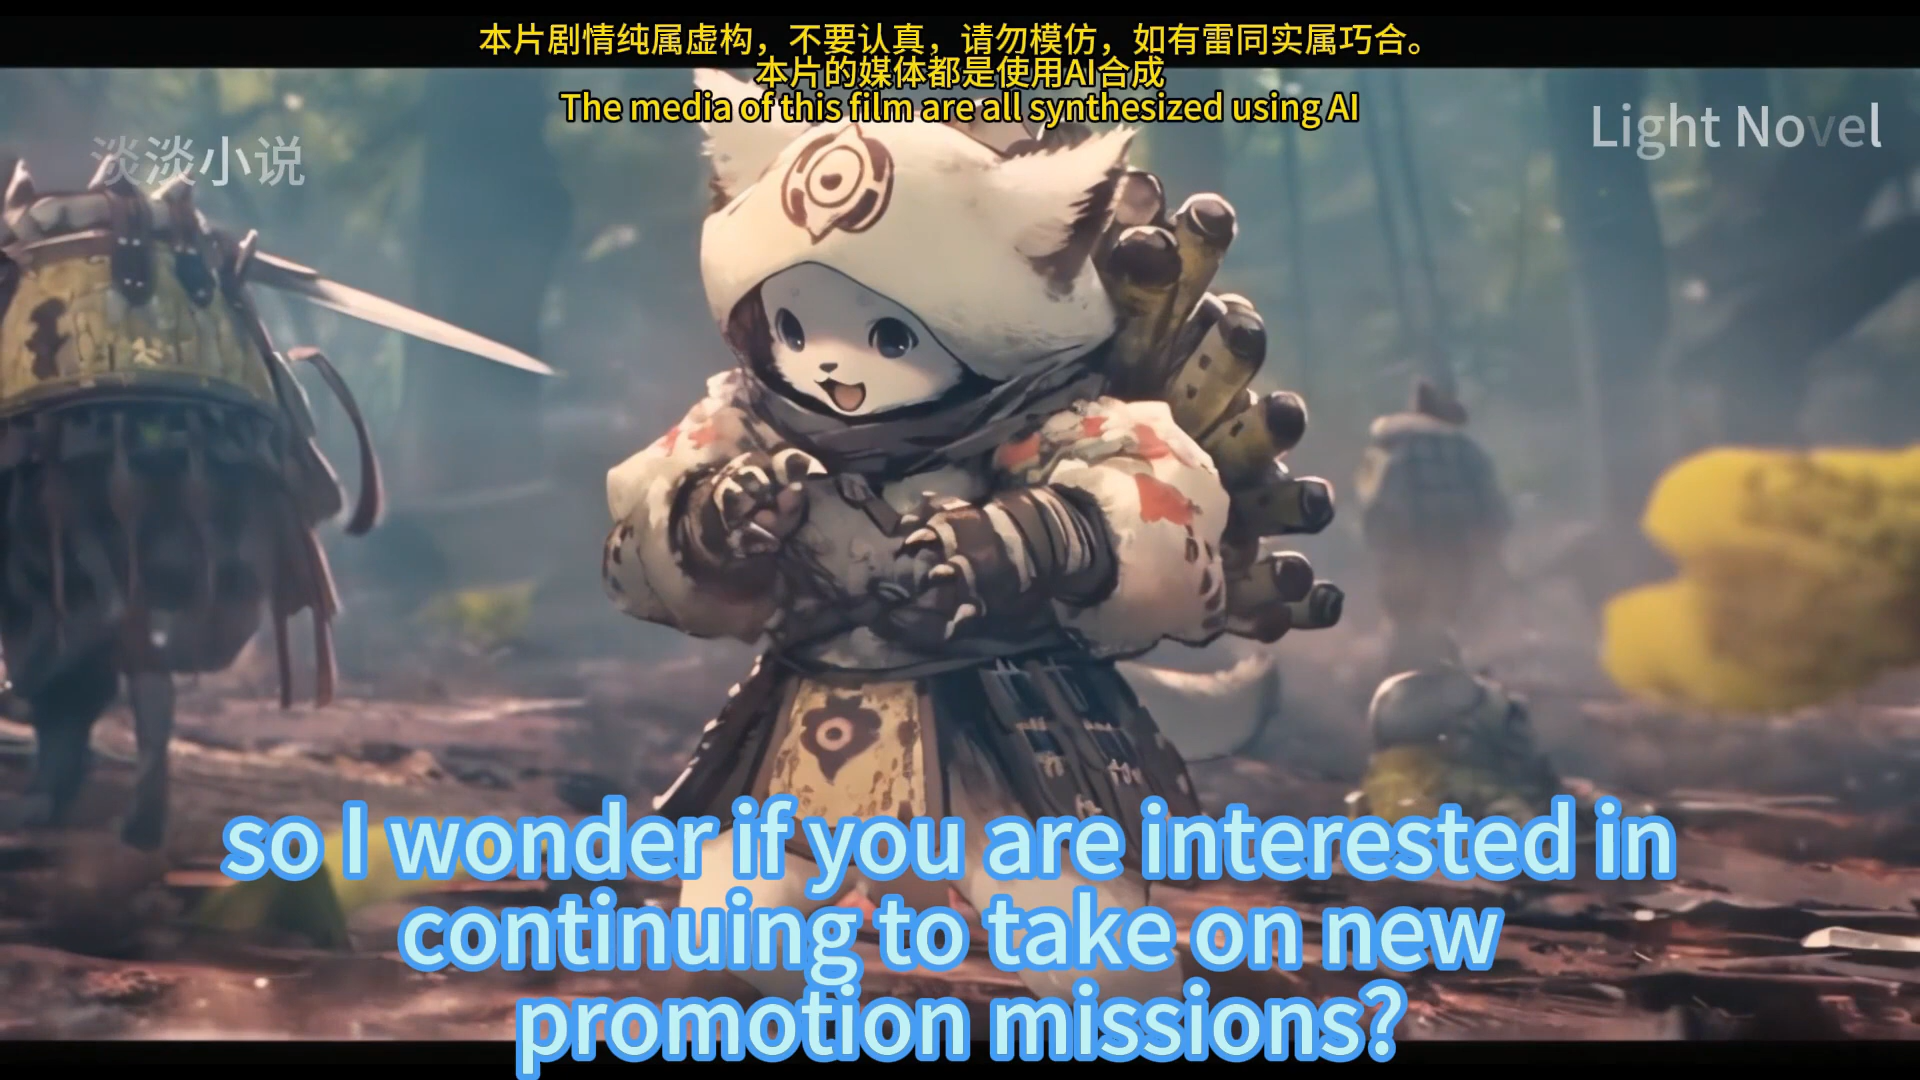 本片剧情纯属虚构，不要认真，请勿模仿，如有雷同实属巧合。
本片的媒体都是使用AI合成
The media of this film are all synthesized using AI
淡淡小说
Light Novel
so I wonder if you are interested in
continuing to take on new
promotion missions?